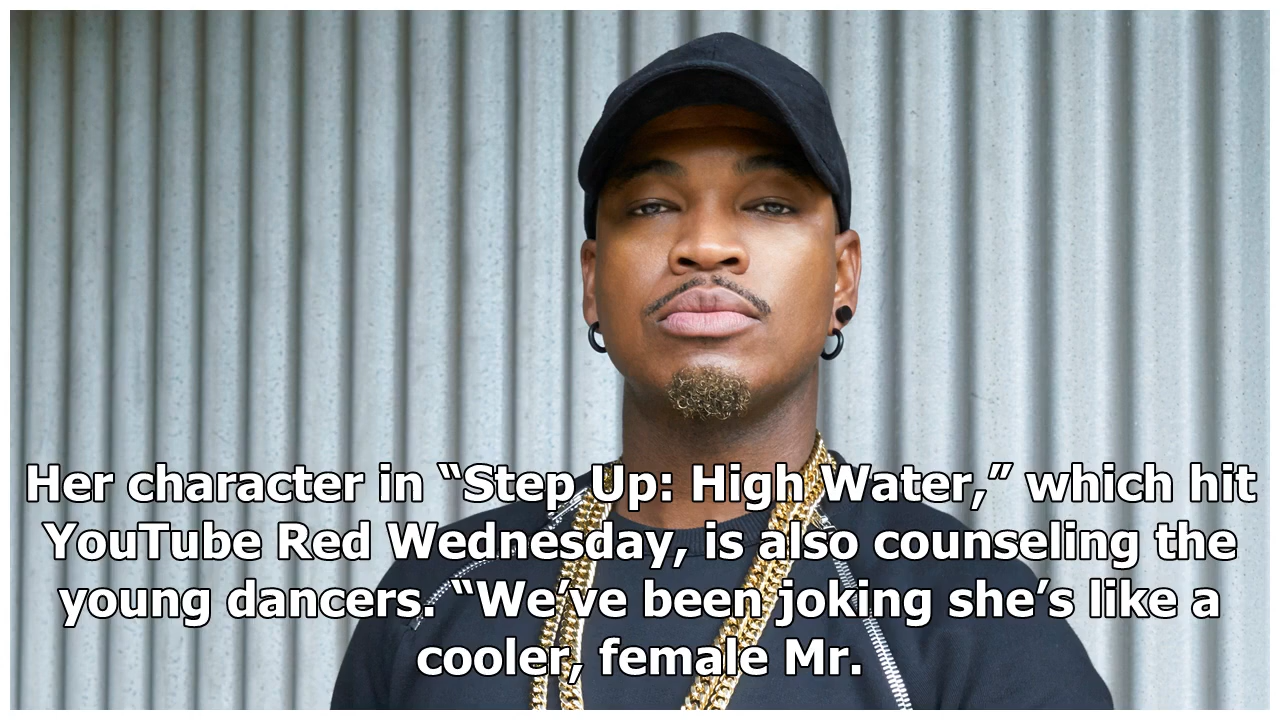 Her character in “Step Up: High Water,” which hit
YouTube Red Wednesday, is also counseling the
young dancers. “We’ve been joking she’s like a
cooler, female Mr.